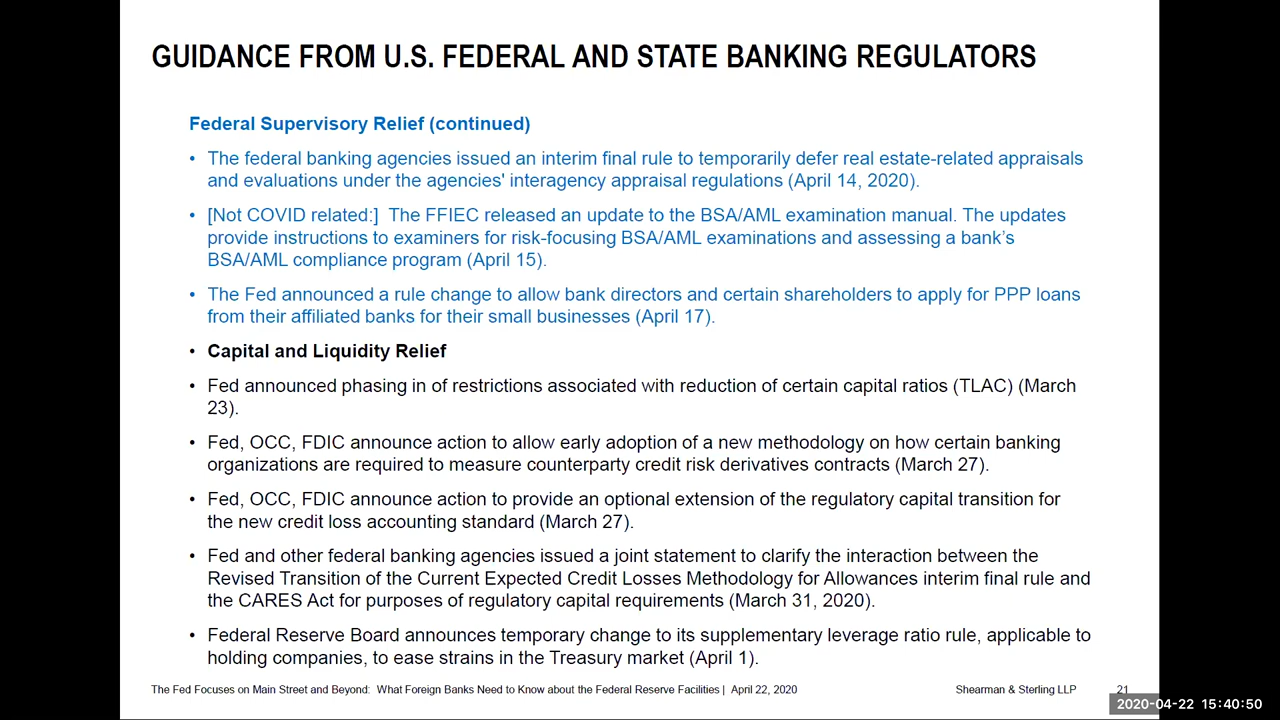 GUIDANCE FROM U.S. FEDERAL AND STATE BANKING REGULATORS
Federal Supervisory Relief (continued)
• The federal banking agencies issued an interim final rule to temporarily defer real estate-related appraisals
and evaluations under the agencies' interagency appraisal regulations (April 14, 2020).
• [Not COVID related:]  The FFIEC released an update to the BSA/AML examination manual. The updates
provide instructions to examiners for risk-focusing BSA/AML examinations and assessing a bank’s
BSA/AML compliance program (April 15).
• The Fed announced a rule change to allow bank directors and certain shareholders to apply for PPP loans
from their affiliated banks for their small businesses (April 17).
• Capital and Liquidity Relief
• Fed announced phasing in of restrictions associated with reduction of certain capital ratios (TLAC) (March
23).
• Fed, OCC, FDIC announce action to allow early adoption of a new methodology on how certain banking
organizations are required to measure counterparty credit risk derivatives contracts (March 27).
• Fed, OCC, FDIC announce action to provide an optional extension of the regulatory capital transition for
the new credit loss accounting standard (March 27).
• Fed and other federal banking agencies issued a joint statement to clarify the interaction between the
Revised Transition of the Current Expected Credit Losses Methodology for Allowances interim final rule and
the CARES Act for purposes of regulatory capital requirements (March 31, 2020).
• Federal Reserve Board announces temporary change to its supplementary leverage ratio rule, applicable to
holding companies, to ease strains in the Treasury market (April 1).
The Fed Focuses on Main Street and Beyond:  What Foreign Banks Need to Know about the Federal Reserve Facilities | April 22, 2020
Shearman & Sterling LLP
21
2020-04-22 15:40:50